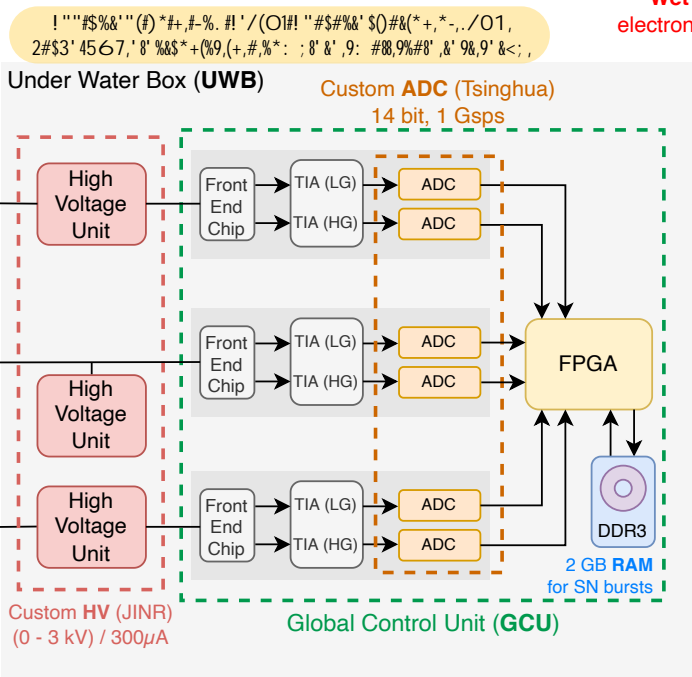 Wet
electron
Under Water Box (UWB)
Custom ADC (Tsinghua)
14 bit, 1 Gsps
High
Voltage
Unit
Front
End
Chip
TIA (LG)
TIA (HG)
ADC
ADC
High
Voltage
Unit
Front
End
Chip
TIA (LG)
TIA (HG)
ADC
ADC
FPGA
High
Voltage
Unit
Front
End
Chip
TIA (LG)
TIA (HG)
ADC
ADC
DDR3
2 GB RAM
for SN bursts
Custom HV (JINR)
(0 - 3 kV) / 300µA
Global Control Unit (GCU)